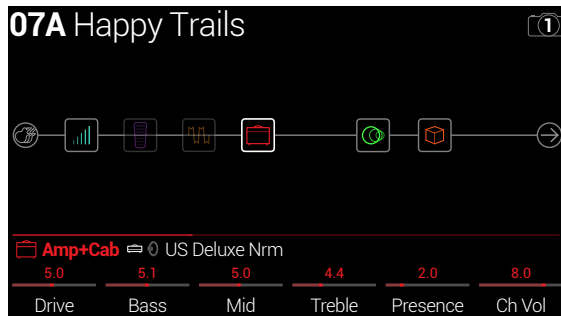 07A Happy Trails
1
Amp+Cab US Deluxe Nrm
5.0 5.1 5.0 4.4 2.0 8.0
Drive Bass Mid Treble Presence Ch Vol